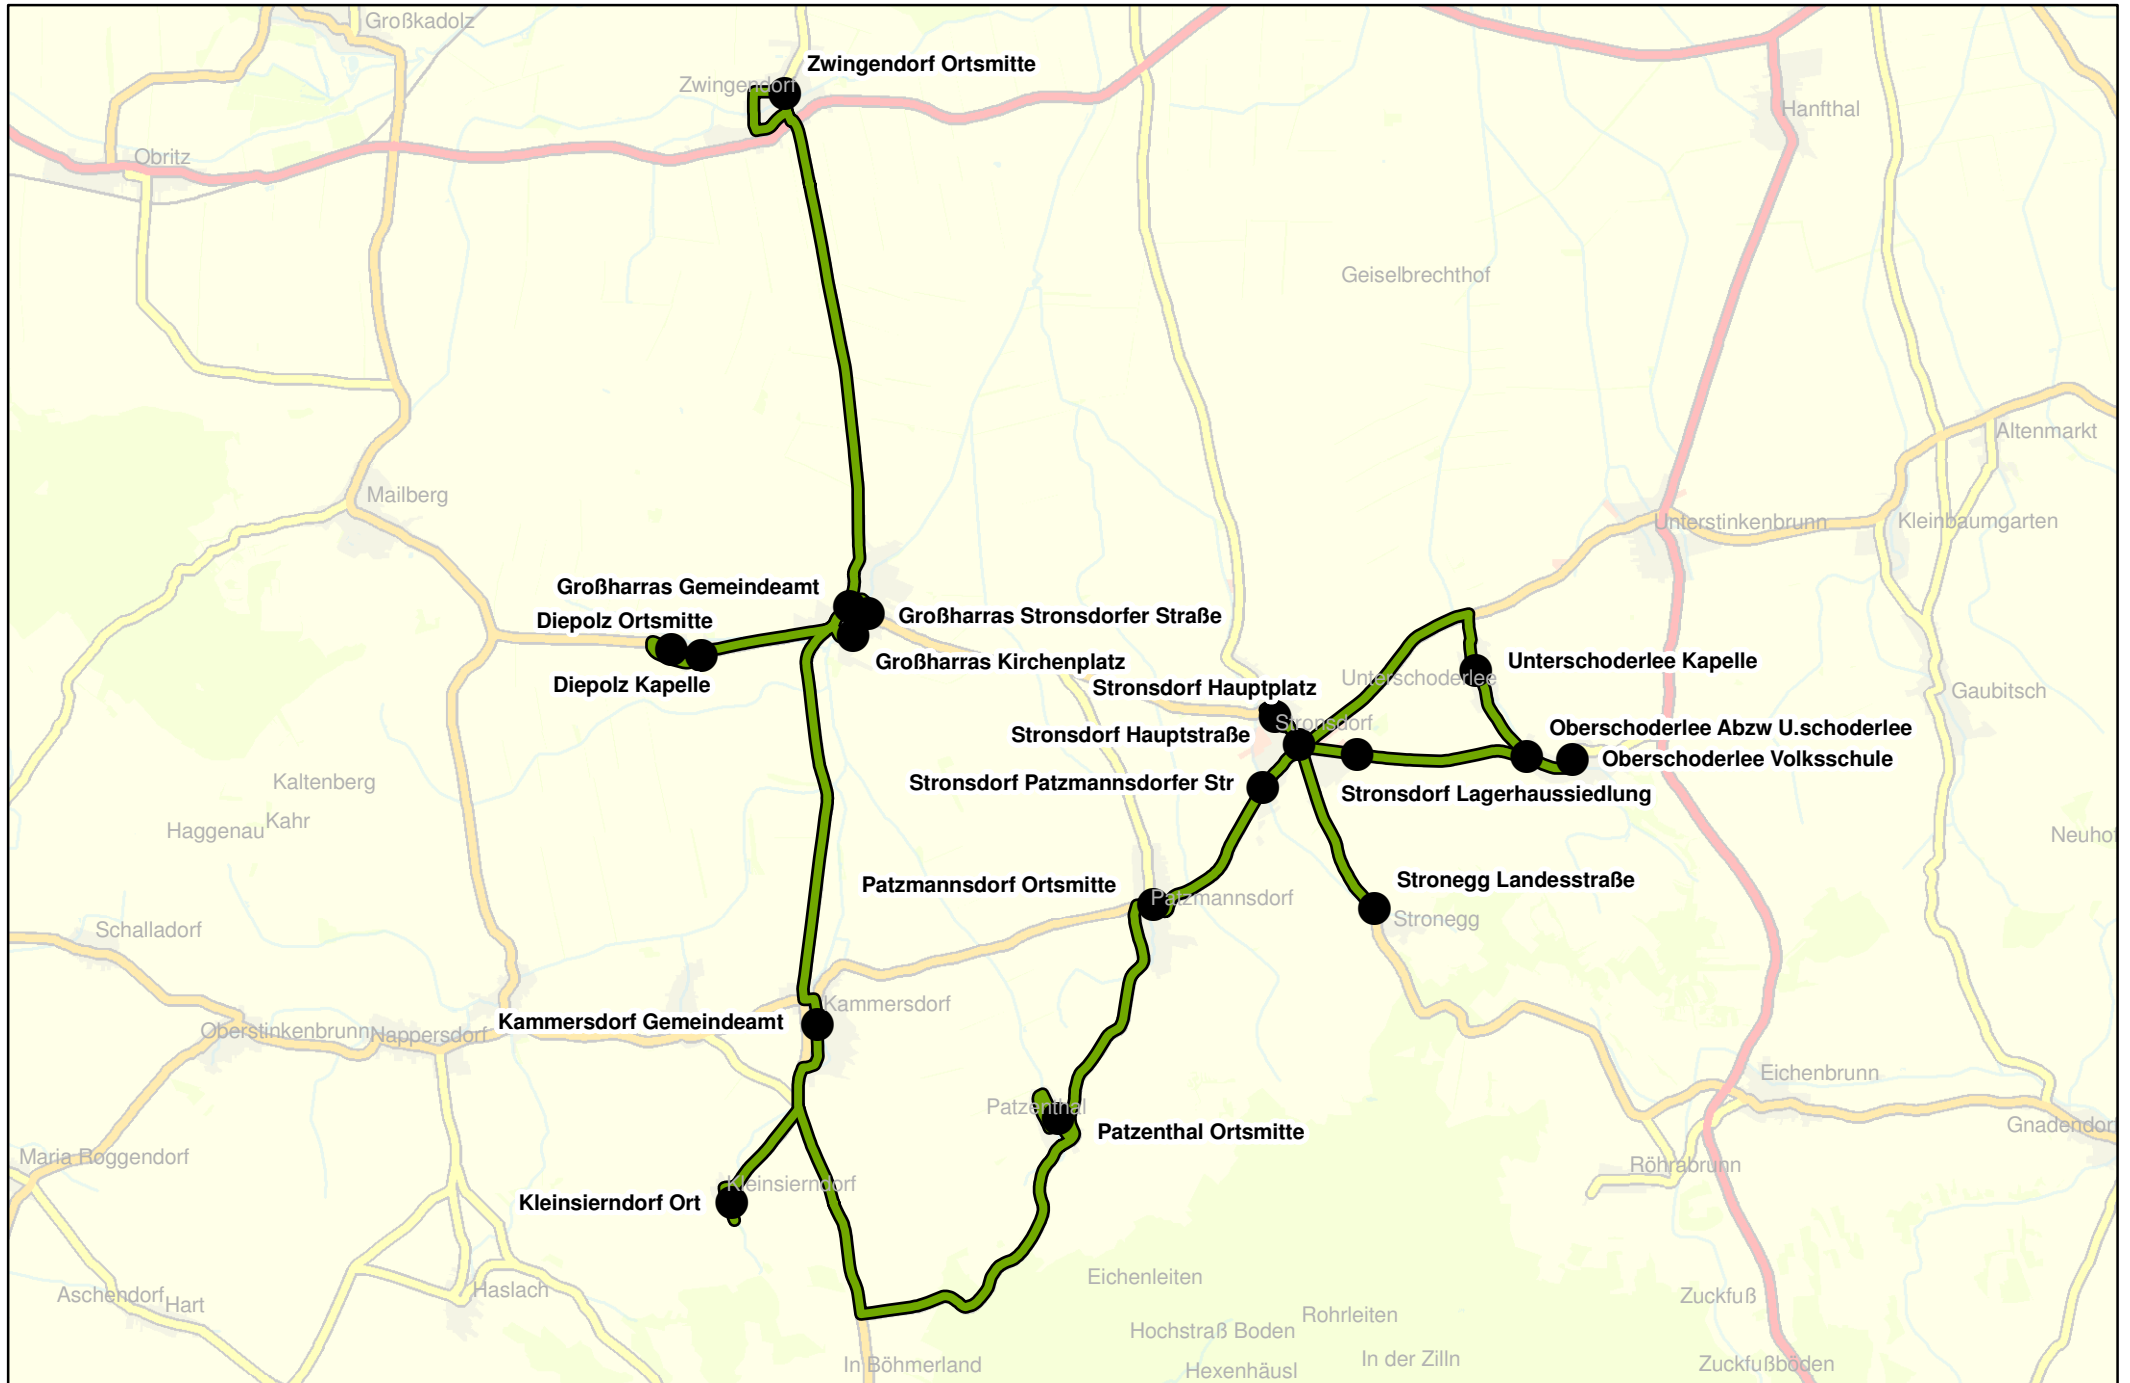 Großkadolz
Zwingendorf Ortsmitte
Zwingendorf
Hanfthal
Obritz
Geiselbrechthof
Altenmarkt
Mailberg
Unterstinkenbrunn
Kleinbaumgarten
Großharras Gemeindeamt
Diepolz Ortsmitte
Großharras Stronsdorfer Straße
Großharras Kirchenplatz
Unterschoderlee Kapelle
Unterschoderlee
Diepolz Kapelle
Stronsdorf Hauptplatz
Gaubitsch
Stronsdorf
Stronsdorf Hauptstraße
Oberschoderlee Abzw U.schoderlee
Oberschoderlee Volksschule
Kaltenberg
Stronsdorf Patzmannsdorfer Str
Stronsdorf Lagerhaussiedlung
Kahr
Haggenau
Neuhof
Patzmannsdorf Ortsmitte
Stronegg Landesstraße
Patzmannsdorf
Stronegg
Schalladorf
Kammersdorf
Kammersdorf Gemeindeamt
Oberstinkenbrunn
Nappersdorf
Eichenbrunn
Patzenthal
Patzenthal Ortsmitte
Gnadendor
Maria Roggendorf
Röhrabrunn
Kleinsierndorf
Kleinsierndorf Ort
Eichenleiten
Haslach
Aschendorf
Hart
Zuckfuß
Rohrleiten
Hochstraß Boden
In der Zilln
In Böhmerland
Hexenhäusl
Zuckfußböden